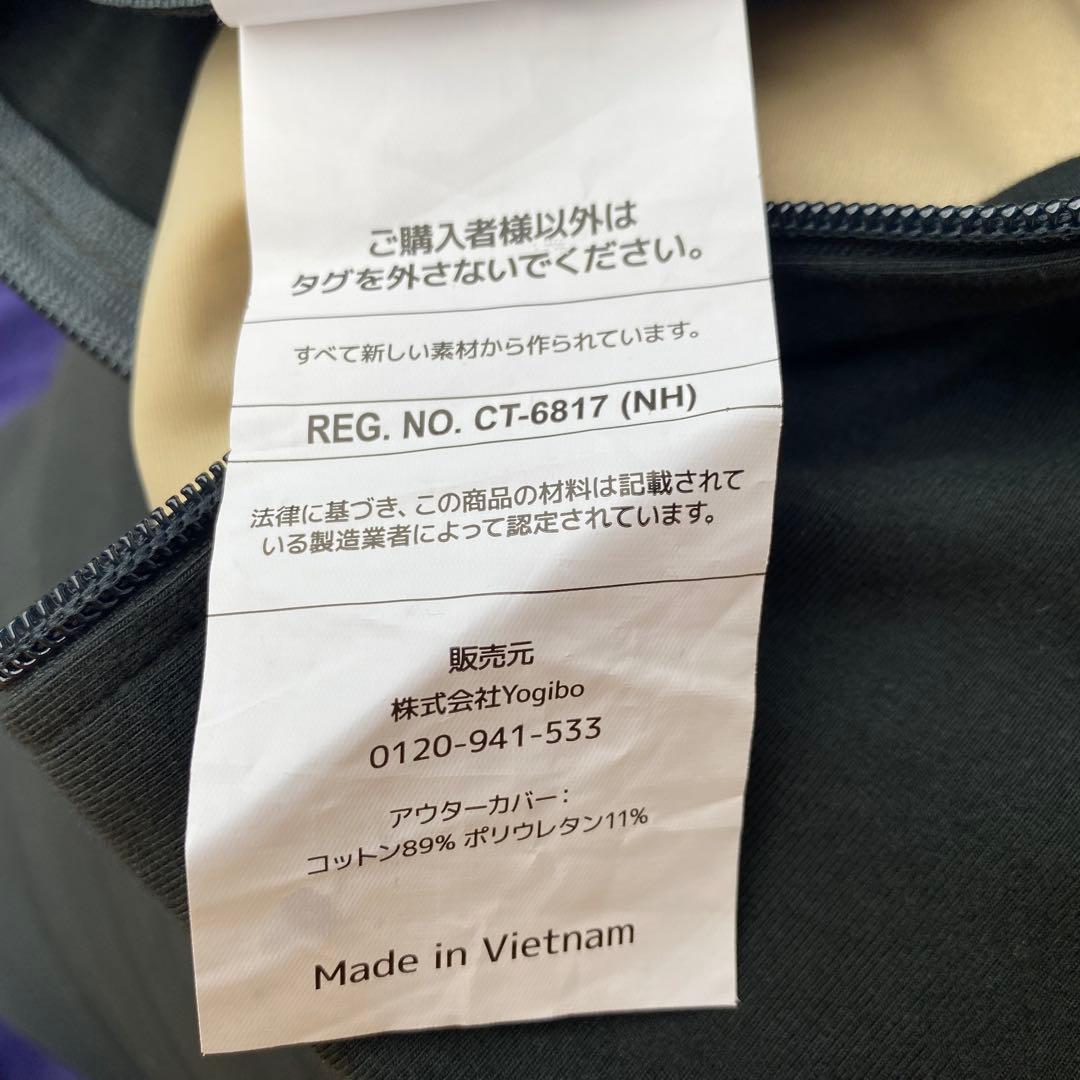 ご購入者様以外は
タグを外さないでください。
すべて新しい素材から作られています。
REG. NO. CT-6817 (NH)
法律に基づき、この商品の材料は記載されて
いる製造業者によって認定されています。
販売元
株式会社Yogibo
0120-941-533
アウターカバー：
コットン89% ポリウレタン11%
Made in Vietnam